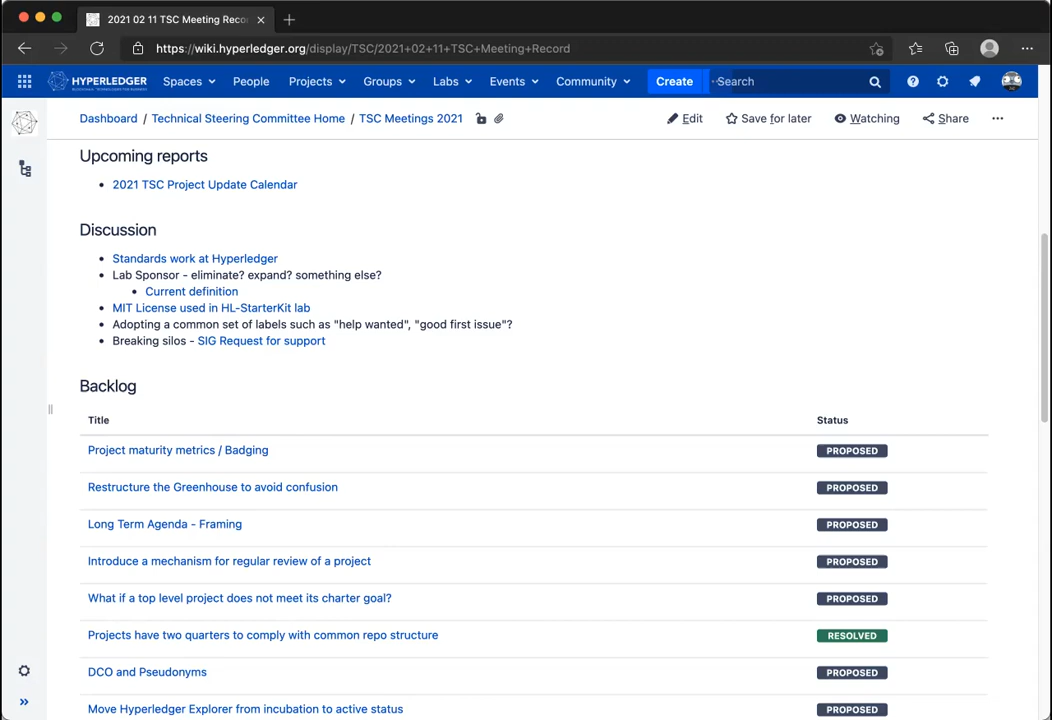 2021 02 11 TSC Meeting Reco
https://wiki.hyperledger.org/display/TSC/2021+02+11+TSC+Meeting+Record
HYPERLEDGER
Spaces
People
Projects
Groups
Labs
Events
Community
Create
Search
Dashboard / Technical Steering Committee Home / TSC Meetings 2021
Edit
Save for later
Watching
Share
Upcoming reports
• 2021 TSC Project Update Calendar
Discussion
• Standards work at Hyperledger
• Lab Sponsor - eliminate? expand? something else?
• Current definition
• MIT License used in HL-StarterKit lab
• Adopting a common set of labels such as "help wanted", "good first issue"?
• Breaking silos - SIG Request for support
Backlog
Title Status
Project maturity metrics / Badging PROPOSED
Restructure the Greenhouse to avoid confusion PROPOSED
Long Term Agenda - Framing PROPOSED
Introduce a mechanism for regular review of a project PROPOSED
What if a top level project does not meet its charter goal? PROPOSED
Projects have two quarters to comply with common repo structure RESOLVED
DCO and Pseudonyms PROPOSED
Move Hyperledger Explorer from incubation to active status PROPOSED